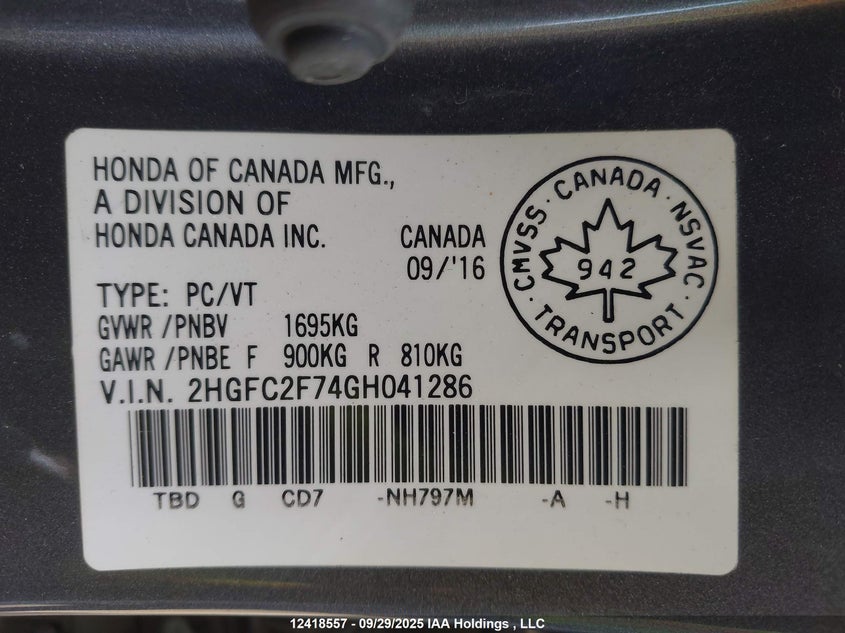 HONDA OF CANADA MFG.,
A DIVISION OF
HONDA CANADA INC.
CANADA
09/'16
TYPE: PC/VT
GVWR /PNBV 1695KG
GAWR /PNBE F 900KG R 810KG
V.I.N. 2HGFC2F74GH041286
CMVSS · CANADA · NSVAC · TRANSPORT ·
942
TBD G CD7 -NH797M -A -H
12418557 - 09/29/2025 IAA Holdings , LLC